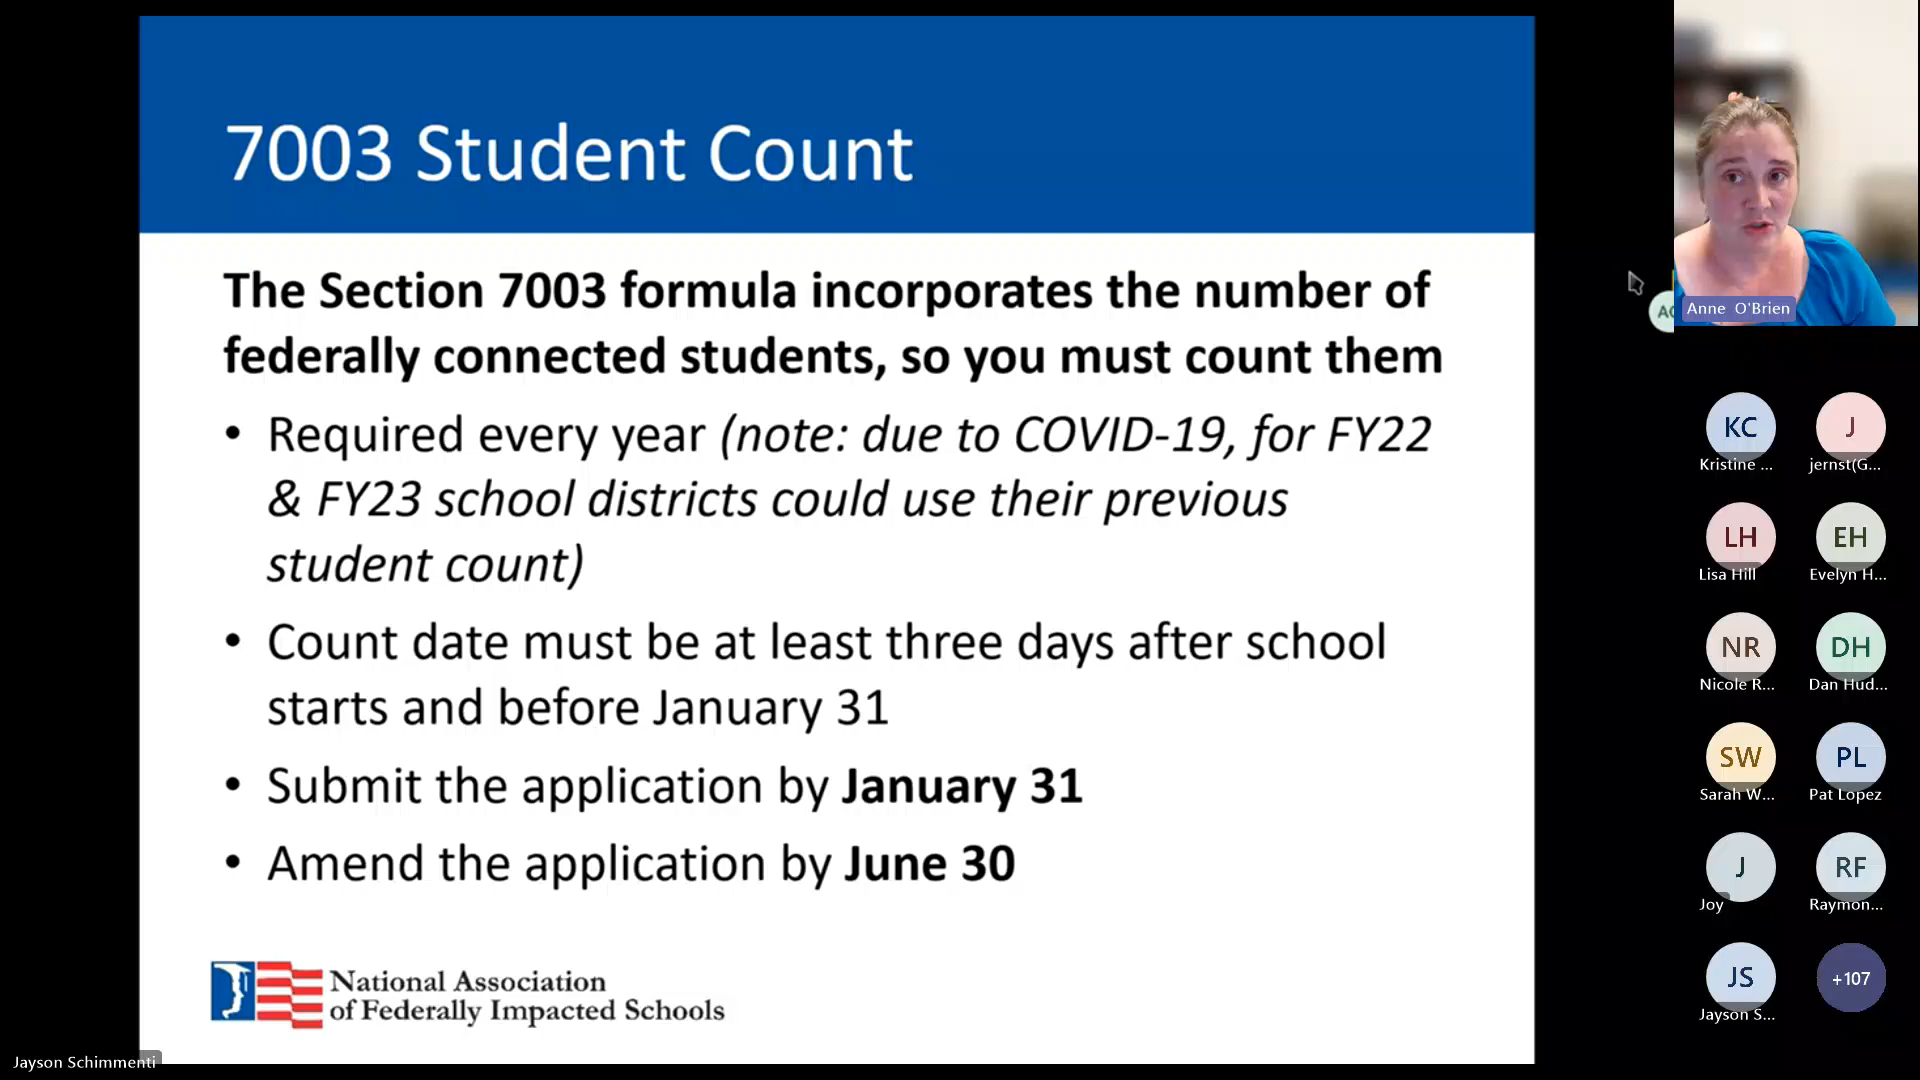 7003 Student Count
The Section 7003 formula incorporates the number of
federally connected students, so you must count them
• Required every year (note: due to COVID-19, for FY22
& FY23 school districts could use their previous
student count)
• Count date must be at least three days after school
starts and before January 31
• Submit the application by January 31
• Amend the application by June 30
National Association
of Federally Impacted Schools
Jayson Schimmenti
Anne O'Brien
KC
Kristine ...
J
jernst(G...
LH
Lisa Hill
EH
Evelyn H...
NR
Nicole R...
DH
Dan Hud...
SW
Sarah W...
PL
Pat Lopez
J
Joy
RF
Raymon...
JS
Jayson S...
+107